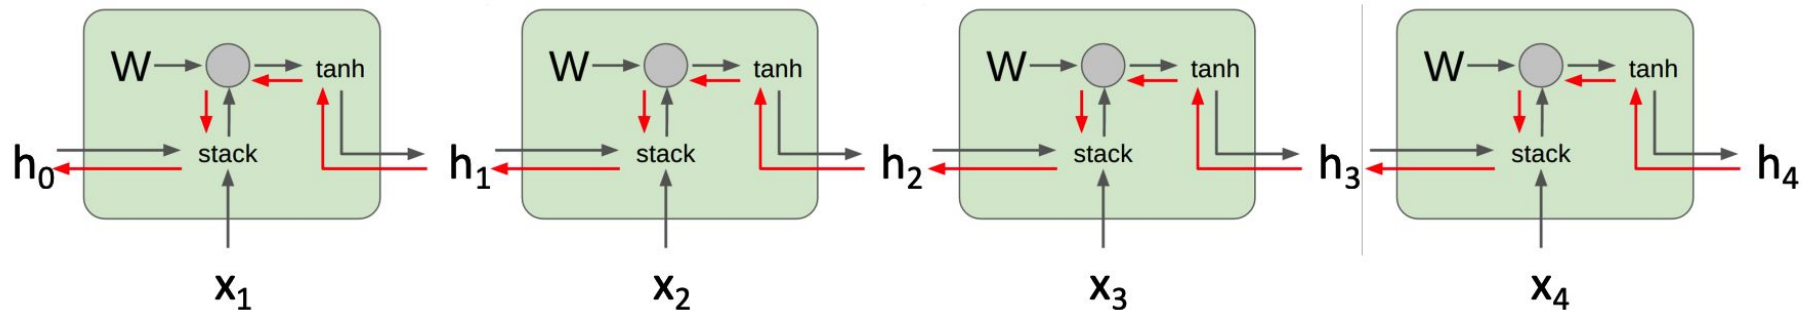 W tanh W tanh W tanh W tanh
h₀ stack h₁ stack h₂ stack h₃ stack h₄
x₁ x₂ x₃ x₄